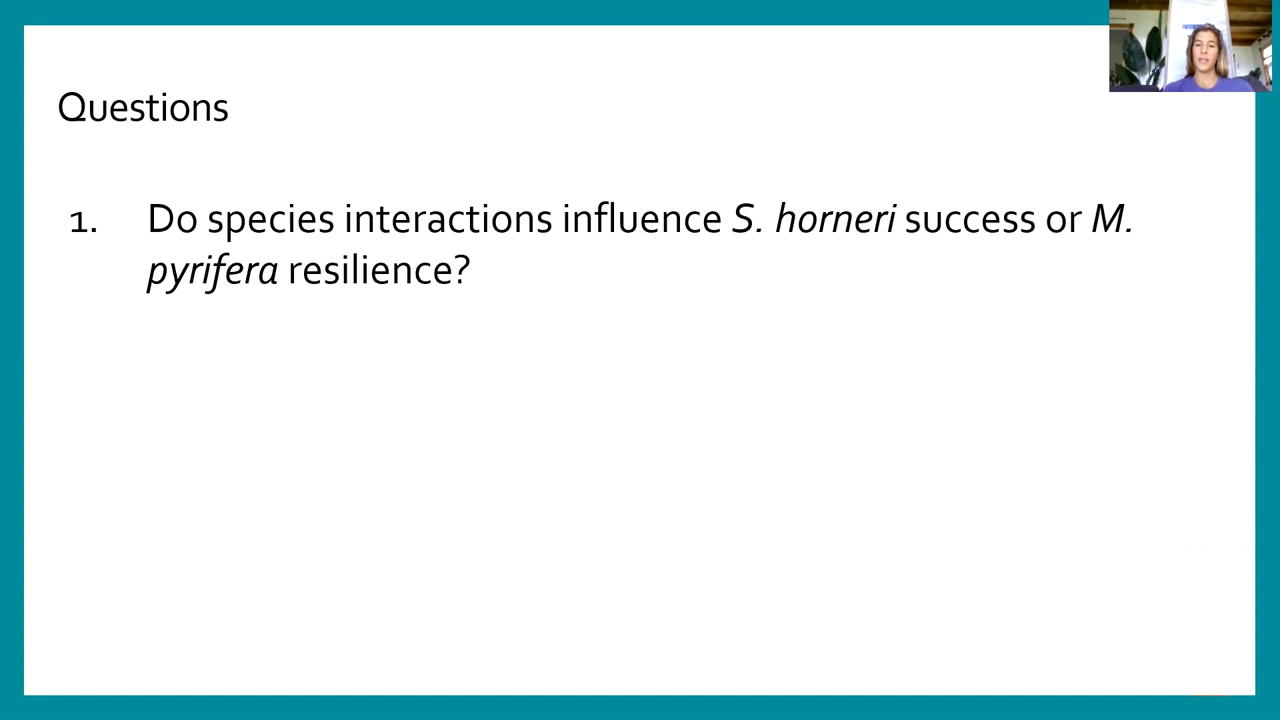 Questions
1. Do species interactions influence S. horneri success or M.
pyrifera resilience?